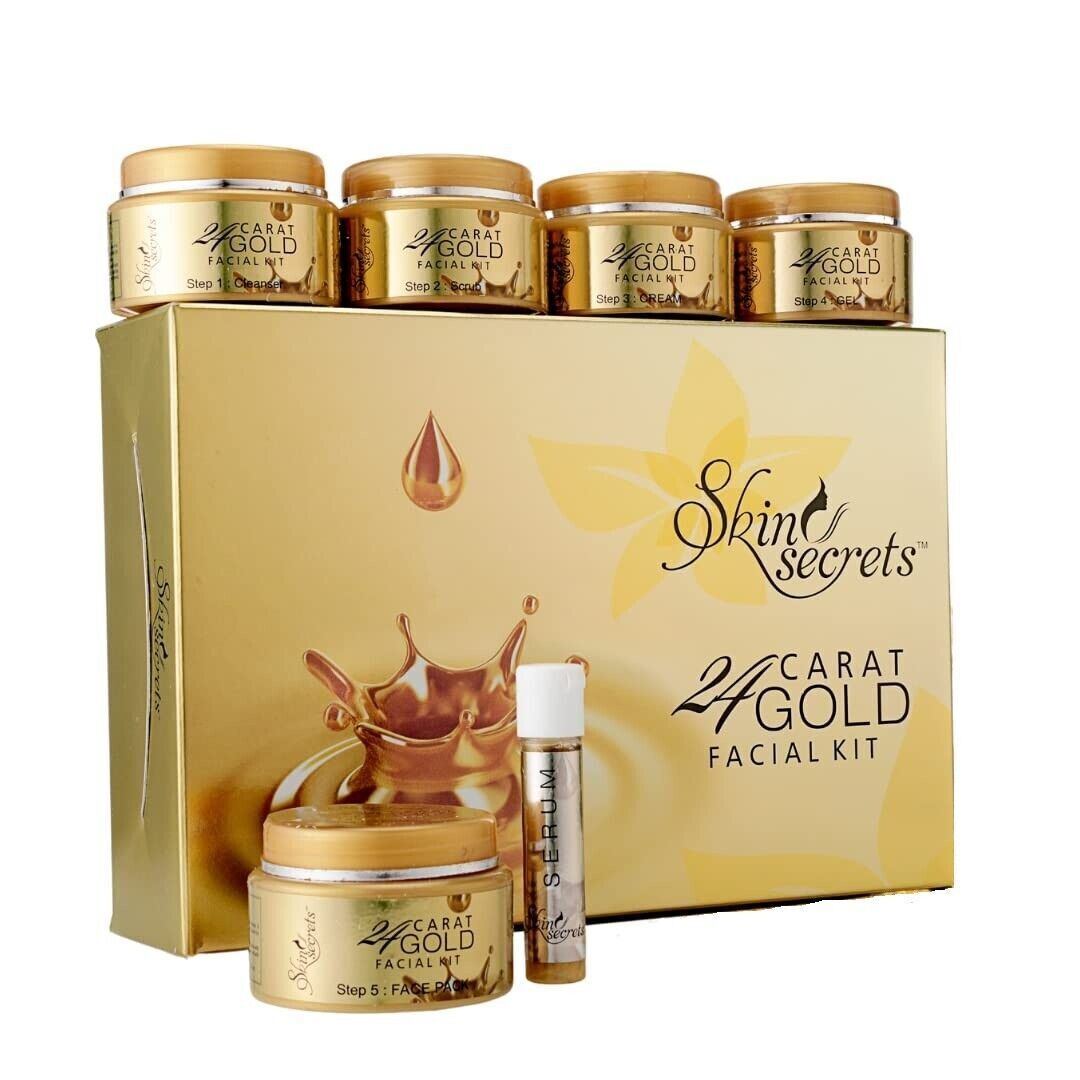 Skin
secrets
24 CARAT
GOLD
FACIAL KIT
Step 1 : Cleanser
Skin
secrets
24 CARAT
GOLD
FACIAL KIT
Step 2 : Scrub
Skin
secrets
24 CARAT
GOLD
FACIAL KIT
Step 3 : CREAM
Skin
secrets
24 CARAT
GOLD
FACIAL KIT
Step 4 : GEL
Skin
secrets™
Skin
secrets™
24 CARAT
GOLD
FACIAL KIT
SERUM
Skin
secrets
Skin
secrets™
24 CARAT
GOLD
FACIAL KIT
Step 5 : FACE PACK